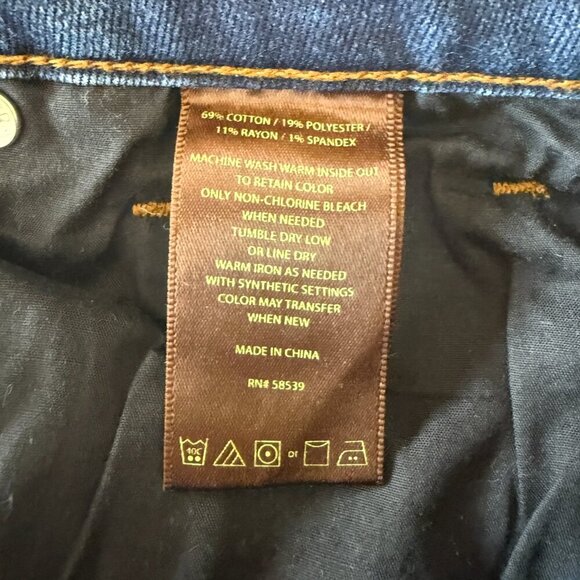 69% COTTON / 19% POLYESTER /
11% RAYON / 1% SPANDEX
MACHINE WASH WARM INSIDE OUT
TO RETAIN COLOR
ONLY NON-CHLORINE BLEACH
WHEN NEEDED
TUMBLE DRY LOW
OR LINE DRY
WARM IRON AS NEEDED
WITH SYNTHETIC SETTINGS
COLOR MAY TRANSFER
WHEN NEW
MADE IN CHINA
RN# 58539
or